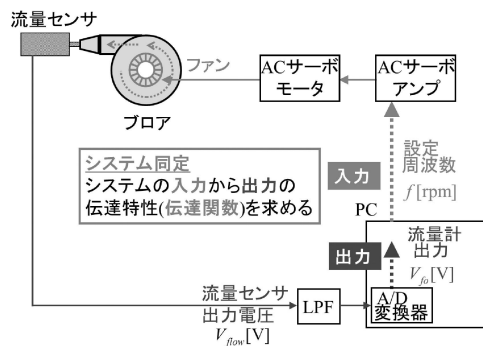 流量センサ
ファン
ACサーボ
モータ
ACサーボ
アンプ
ブロア
システム同定
システムの入力から出力の
伝達特性(伝達関数)を求める
入力
設定
周波数
f [rpm]
PC
出力
流量計
出力
V_fo [V]
流量センサ
出力電圧
V_flow [V]
LPF
A/D
変換器